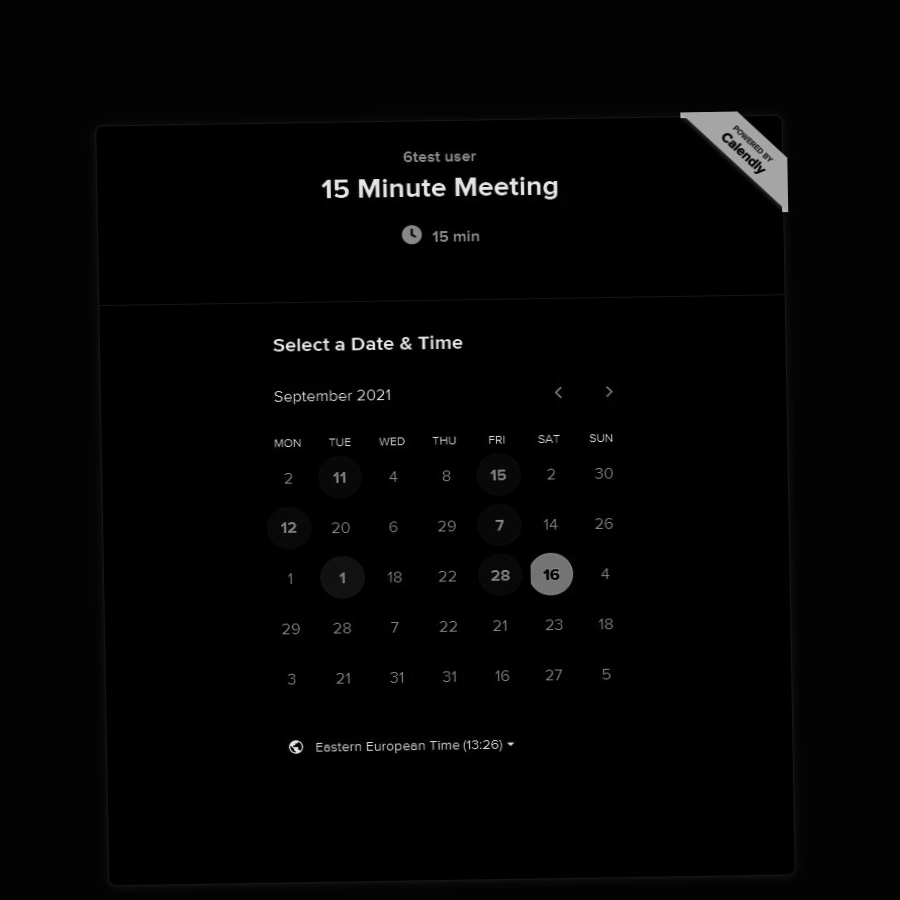 POWERED BY
Calendly
6test user
15 Minute Meeting
15 min
Select a Date & Time
September 2021
MON TUE WED THU FRI SAT SUN
2 11 4 8 15 2 30
12 20 6 29 7 14 26
1 1 18 22 28 16 4
29 28 7 22 21 23 18
3 21 31 31 16 27 5
Eastern European Time (13:26)